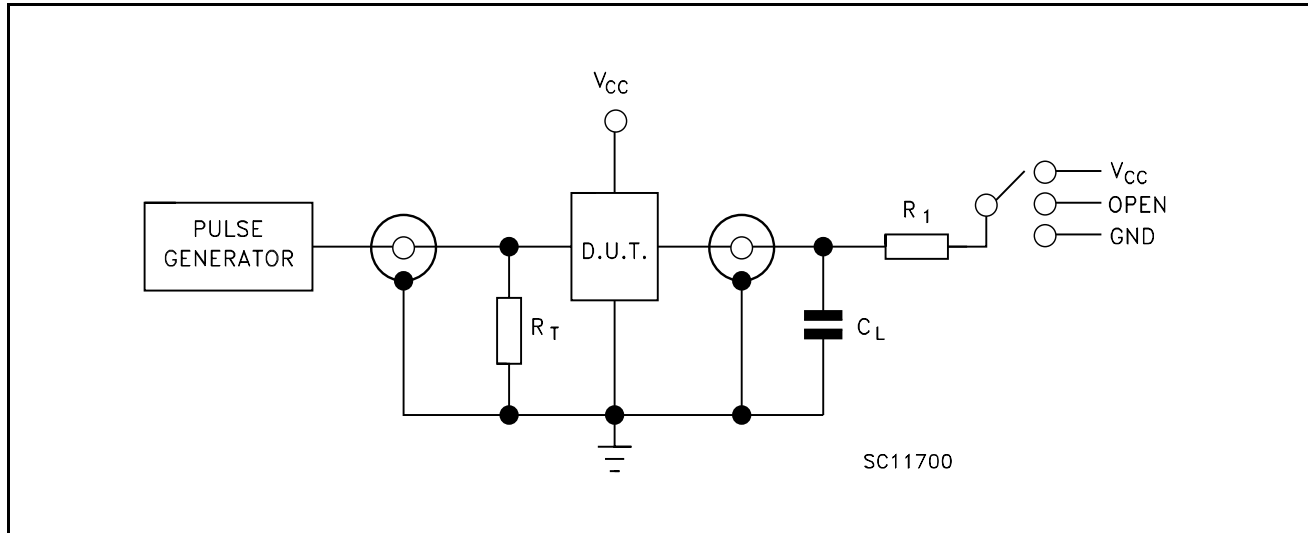 VCC
PULSE
GENERATOR
D.U.T.
RT
CL
R1
VCC
OPEN
GND
SC11700